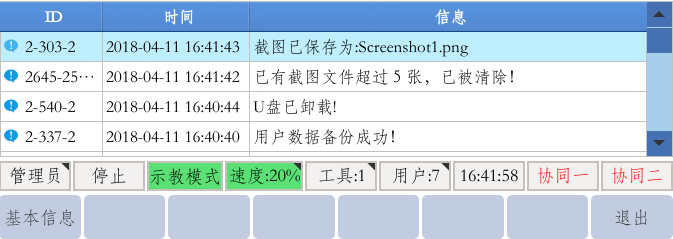 ID 时间 信息
2-303-2 2018-04-11 16:41:43 截图已保存为:Screenshot1.png
2645-25··· 2018-04-11 16:41:42 已有截图文件超过 5 张，已被清除！
2-540-2 2018-04-11 16:40:44 U盘已卸载!
2-337-2 2018-04-11 16:40:40 用户数据备份成功！
管理员 停止 示教模式 速度:20% 工具:1 用户:7 16:41:58 协同一 协同二
基本信息 退出